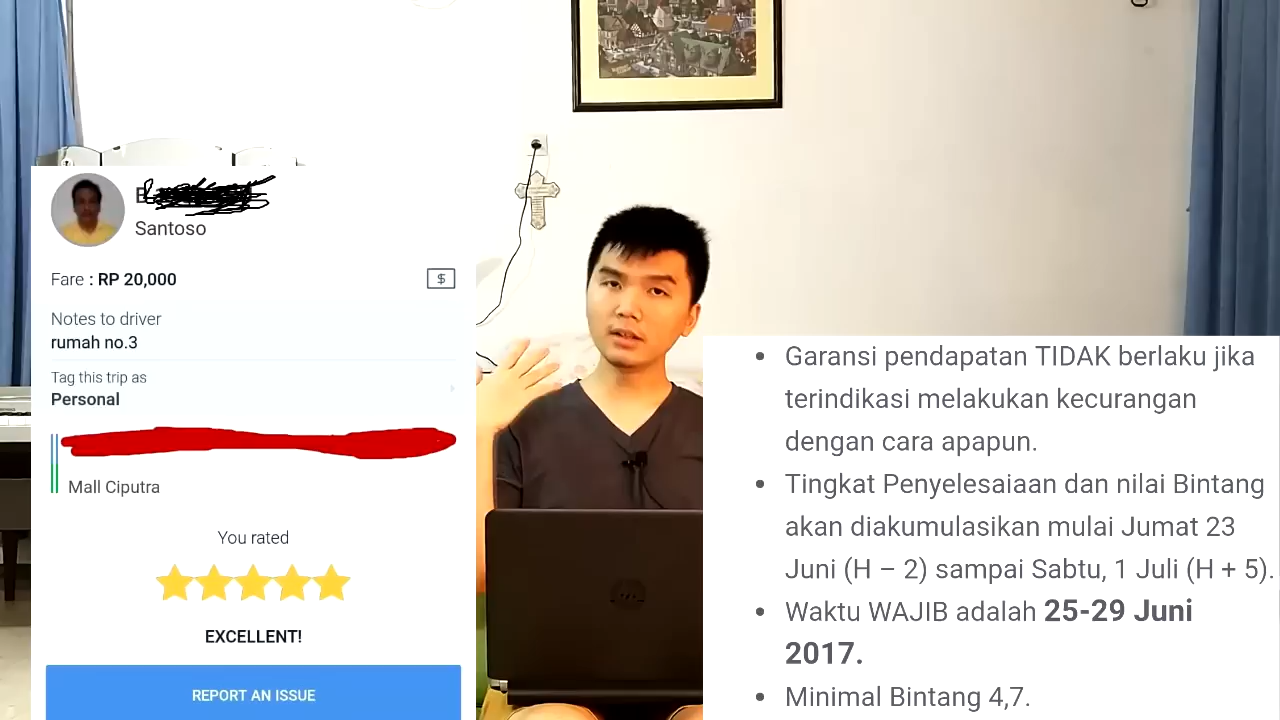 Santoso
Fare : RP 20,000
$
Notes to driver
rumah no.3
Tag this trip as
Personal
Mall Ciputra
You rated
EXCELLENT!
REPORT AN ISSUE
• Garansi pendapatan TIDAK berlaku jika
terindikasi melakukan kecurangan
dengan cara apapun.
• Tingkat Penyelesaiaan dan nilai Bintang
akan diakumulasikan mulai Jumat 23
Juni (H – 2) sampai Sabtu, 1 Juli (H + 5).
• Waktu WAJIB adalah 25-29 Juni
2017.
• Minimal Bintang 4,7.
hp